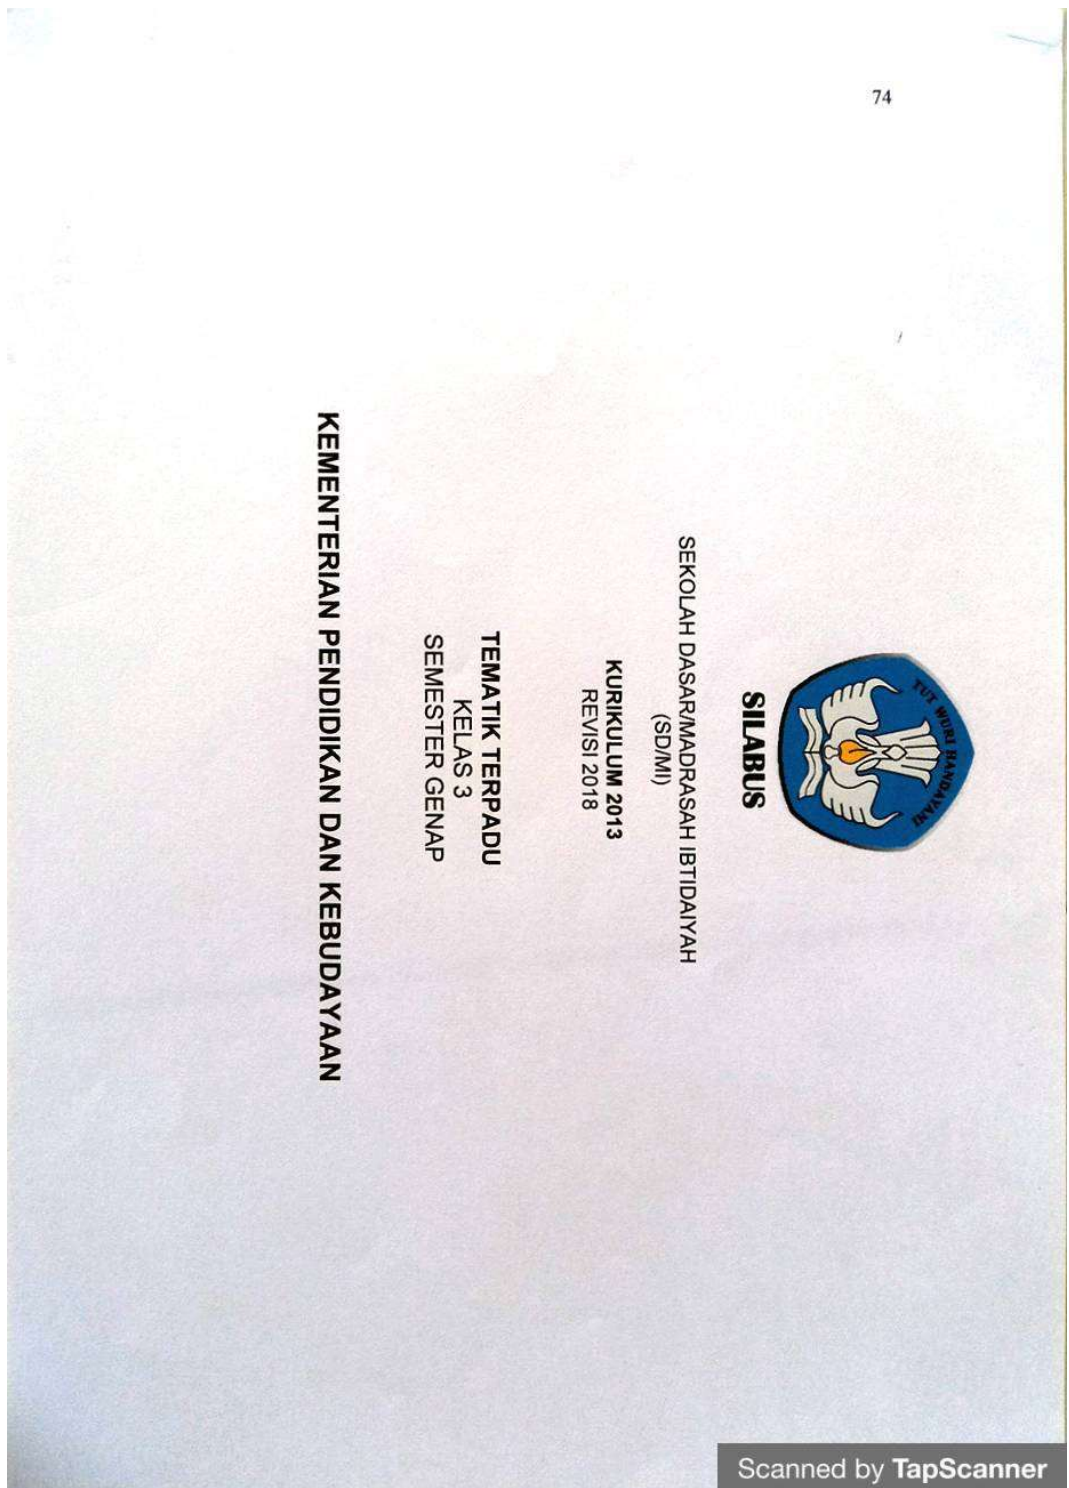 74
TUT WURI HANDAYANI
SILABUS
SEKOLAH DASAR/MADRASAH IBTIDAIYAH
(SD/MI)
KURIKULUM 2013
REVISI 2018
TEMATIK TERPADU
KELAS 3
SEMESTER GENAP
KEMENTERIAN PENDIDIKAN DAN KEBUDAYAAN
Scanned by TapScanner